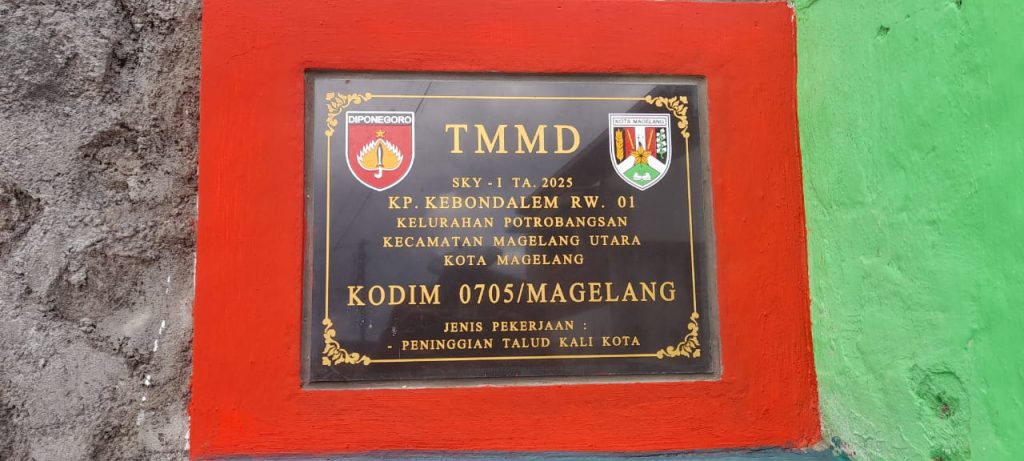 DIPONEGORO
KOTA MAGELANG
TMMD
SKY - I TA. 2025
KP. KEBONDALEM RW. 01
KELURAHAN POTROBANGSAN
KECAMATAN MAGELANG UTARA
KOTA MAGELANG
KODIM 0705/MAGELANG
JENIS PEKERJAAN :
- PENINGGIAN TALUD KALI KOTA